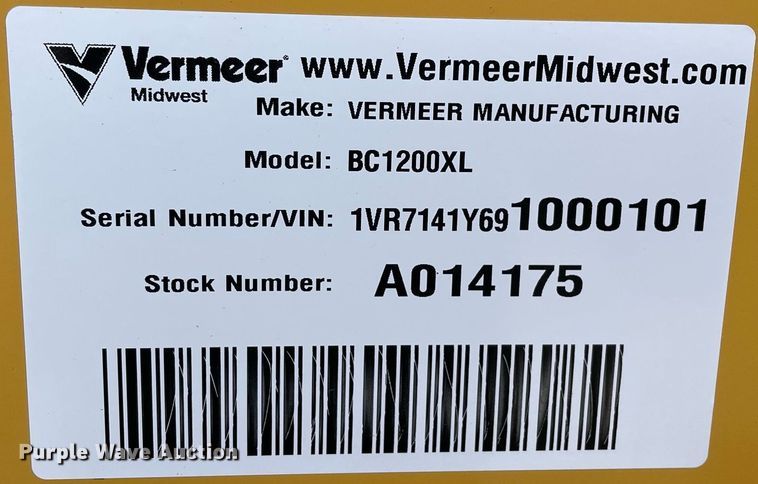 Vermeer® www.VermeerMidwest.com
Midwest
Make: VERMEER MANUFACTURING
Model: BC1200XL
Serial Number/VIN: 1VR7141Y691000101
Stock Number: A014175
Purple Wave Auction